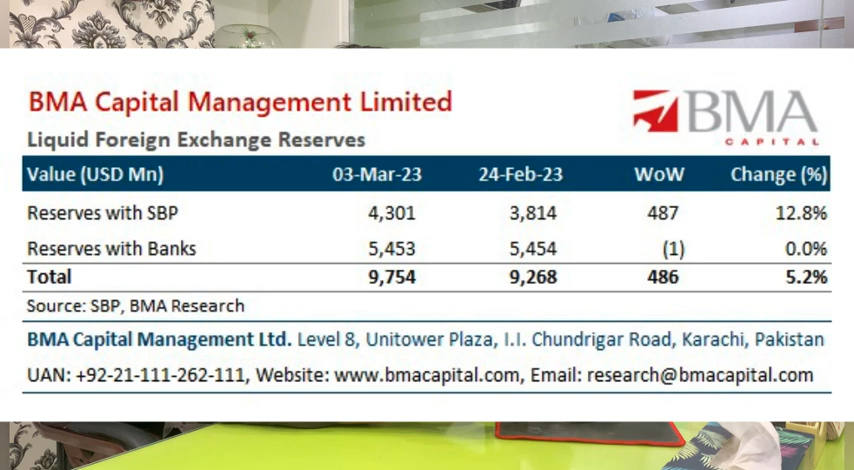 BMA Capital Management Limited
BMA
CAPITAL
Liquid Foreign Exchange Reserves
Value (USD Mn) 03-Mar-23 24-Feb-23 WoW Change (%)
Reserves with SBP 4,301 3,814 487 12.8%
Reserves with Banks 5,453 5,454 (1) 0.0%
Total 9,754 9,268 486 5.2%
Source: SBP, BMA Research
BMA Capital Management Ltd. Level 8, Unitower Plaza, I.I. Chundrigar Road, Karachi, Pakistan
UAN: +92-21-111-262-111, Website: www.bmacapital.com, Email: research@bmacapital.com